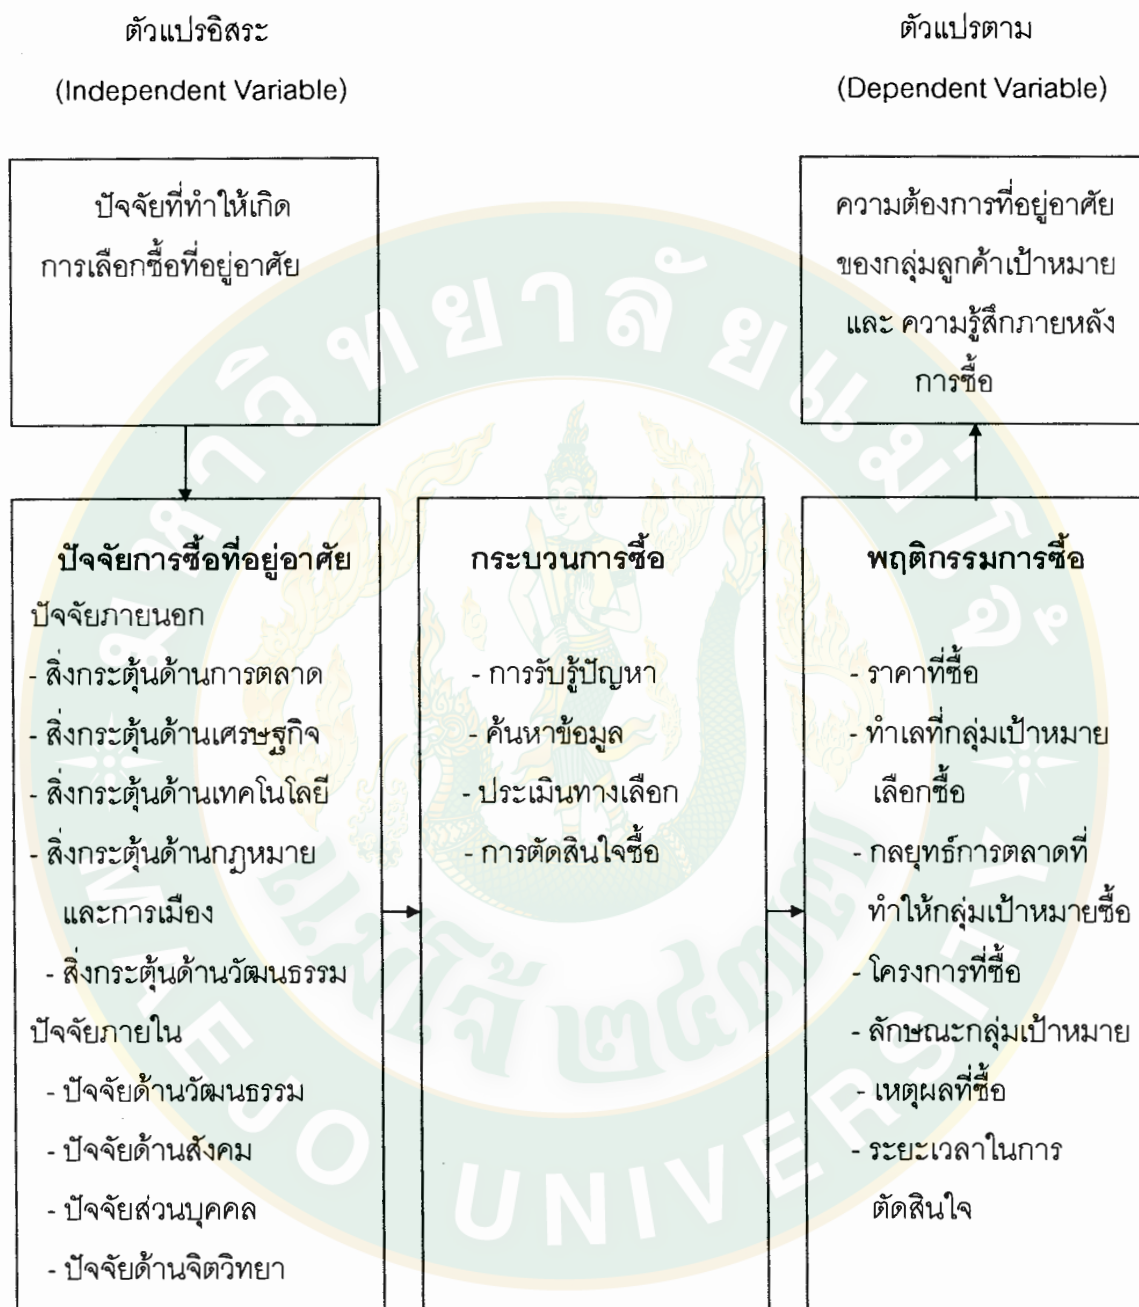 ตัวแปรอิสระ
(Independent Variable)
ตัวแปรตาม
(Dependent Variable)
ปัจจัยที่ทำให้เกิด
การเลือกซื้อที่อยู่อาศัย
ความต้องการที่อยู่อาศัย
ของกลุ่มลูกค้าเป้าหมาย
และ ความรู้สึกภายหลัง
การซื้อ
ปัจจัยการซื้อที่อยู่อาศัย
ปัจจัยภายนอก
- สิ่งกระตุ้นด้านการตลาด
- สิ่งกระตุ้นด้านเศรษฐกิจ
- สิ่งกระตุ้นด้านเทคโนโลยี
- สิ่งกระตุ้นด้านกฎหมาย
และการเมือง
- สิ่งกระตุ้นด้านวัฒนธรรม
ปัจจัยภายใน
- ปัจจัยด้านวัฒนธรรม
- ปัจจัยด้านสังคม
- ปัจจัยส่วนบุคคล
- ปัจจัยด้านจิตวิทยา
กระบวนการซื้อ
- การรับรู้ปัญหา
- ค้นหาข้อมูล
- ประเมินทางเลือก
- การตัดสินใจซื้อ
พฤติกรรมการซื้อ
- ราคาที่ซื้อ
- ทำเลที่กลุ่มเป้าหมาย
เลือกซื้อ
- กลยุทธ์การตลาดที่
ทำให้กลุ่มเป้าหมายซื้อ
- โครงการที่ซื้อ
- ลักษณะกลุ่มเป้าหมาย
- เหตุผลที่ซื้อ
- ระยะเวลาในการ
ตัดสินใจ
มหาวิทยาลัยแม่โจ้
แม่โจ้ ๒๔๗๗
MAEJO UNIVERSITY